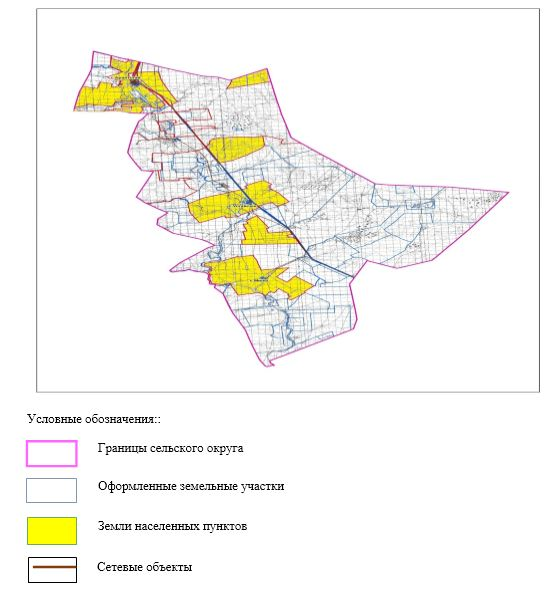 Условные обозначения::
Границы сельского округа
Оформленные земельные участки
Земли населенных пунктов
Сетевые объекты